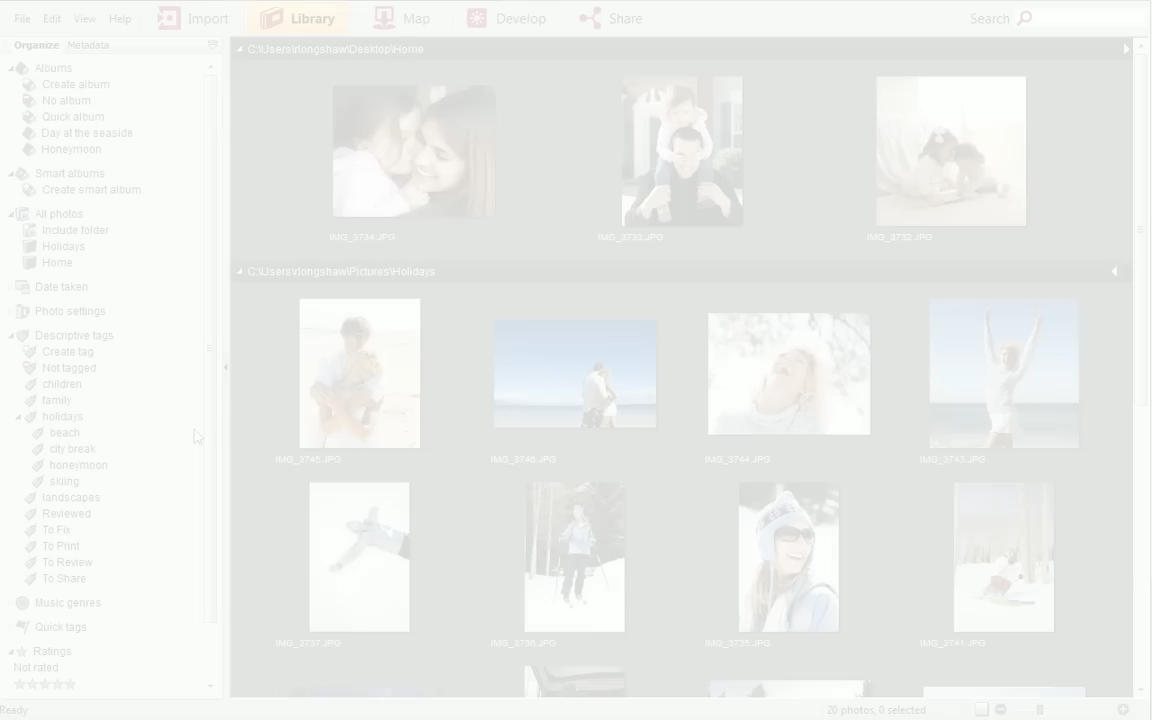 File Edit View Help Import Library Map Develop Share Search
Organize Metadata
Albums
Create album
No album
Quick album
Day at the seaside
Honeymoon
Smart albums
Create smart album
All photos
Include folder
Holidays
Home
Date taken
Photo settings
Descriptive tags
Create tag
Not tagged
children
family
holidays
beach
city break
honeymoon
skiing
landscapes
Reviewed
To Fix
To Print
To Review
To Share
Music genres
Quick tags
Ratings
Not rated
C:\Users\rlongshaw\Desktop\Home
IMG_3734.JPG IMG_3733.JPG IMG_3732.JPG
C:\Users\rlongshaw\Pictures\Holidays
IMG_3745.JPG IMG_3746.JPG IMG_3744.JPG IMG_3743.JPG
IMG_3737.JPG IMG_3736.JPG IMG_3735.JPG IMG_3741.JPG
Ready 20 photos, 0 selected